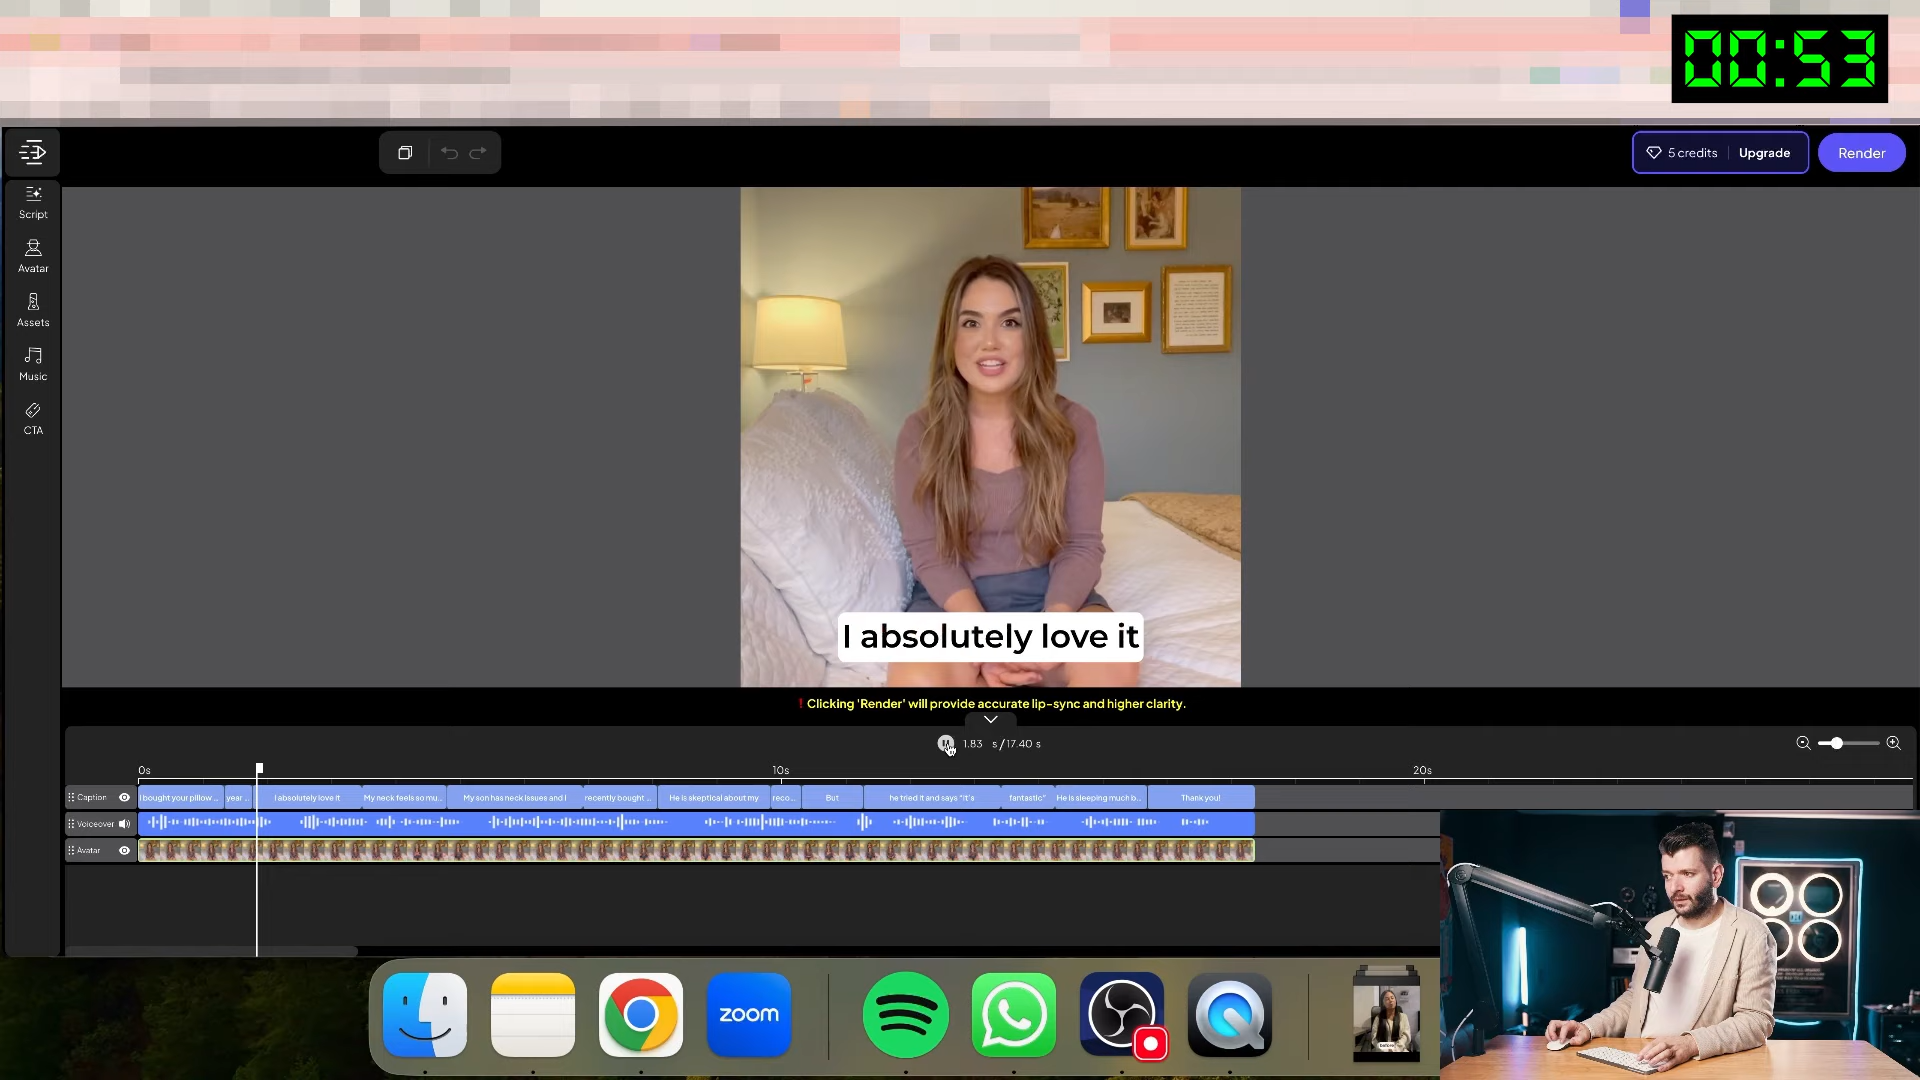 00:53
5 credits
Upgrade
Render
Script
Avatar
Assets
Music
CTA
I absolutely love it
! Clicking 'Render' will provide accurate lip-sync and higher clarity.
1.83 s/17.40 s
0s
10s
20s
Caption
I bought your pillow ...
year ...
I absolutely love it
My neck feels so mu...
My son has neck issues and I
recently bought ...
He is skeptical about my
reco...
But
he tried it and says "it's
fantastic"
He is sleeping much b...
Thank you!
Voiceover
Avatar
zoom